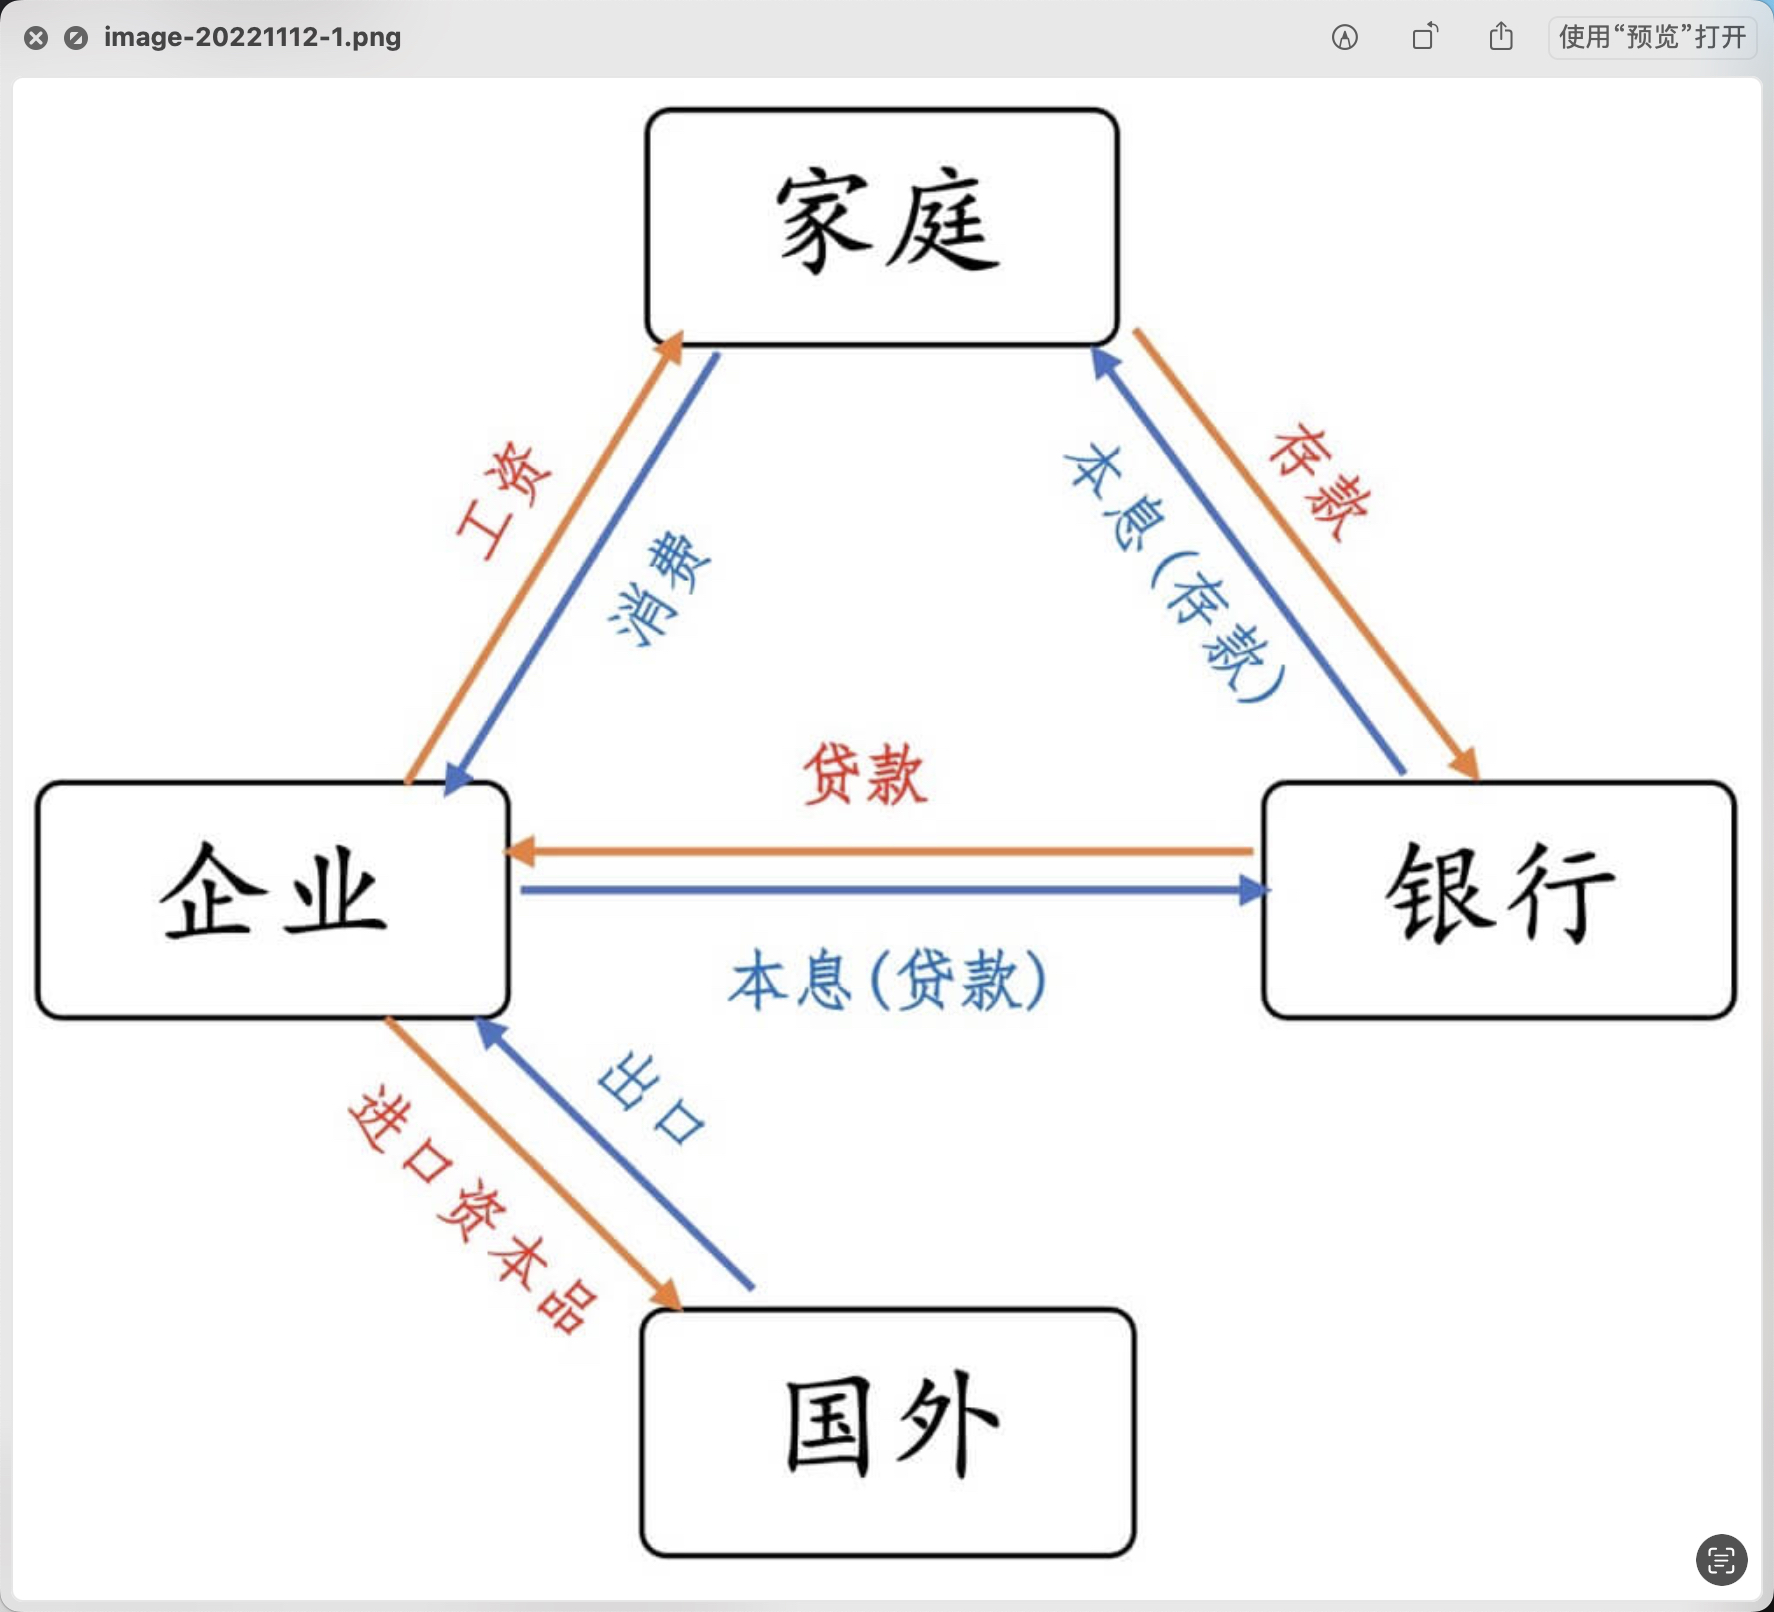 image-20221112-1.png
使用“预览”打开
家庭
工资
消费
存款
本息(存款)
贷款
企业
银行
本息(贷款)
出口
进口资本品
国外